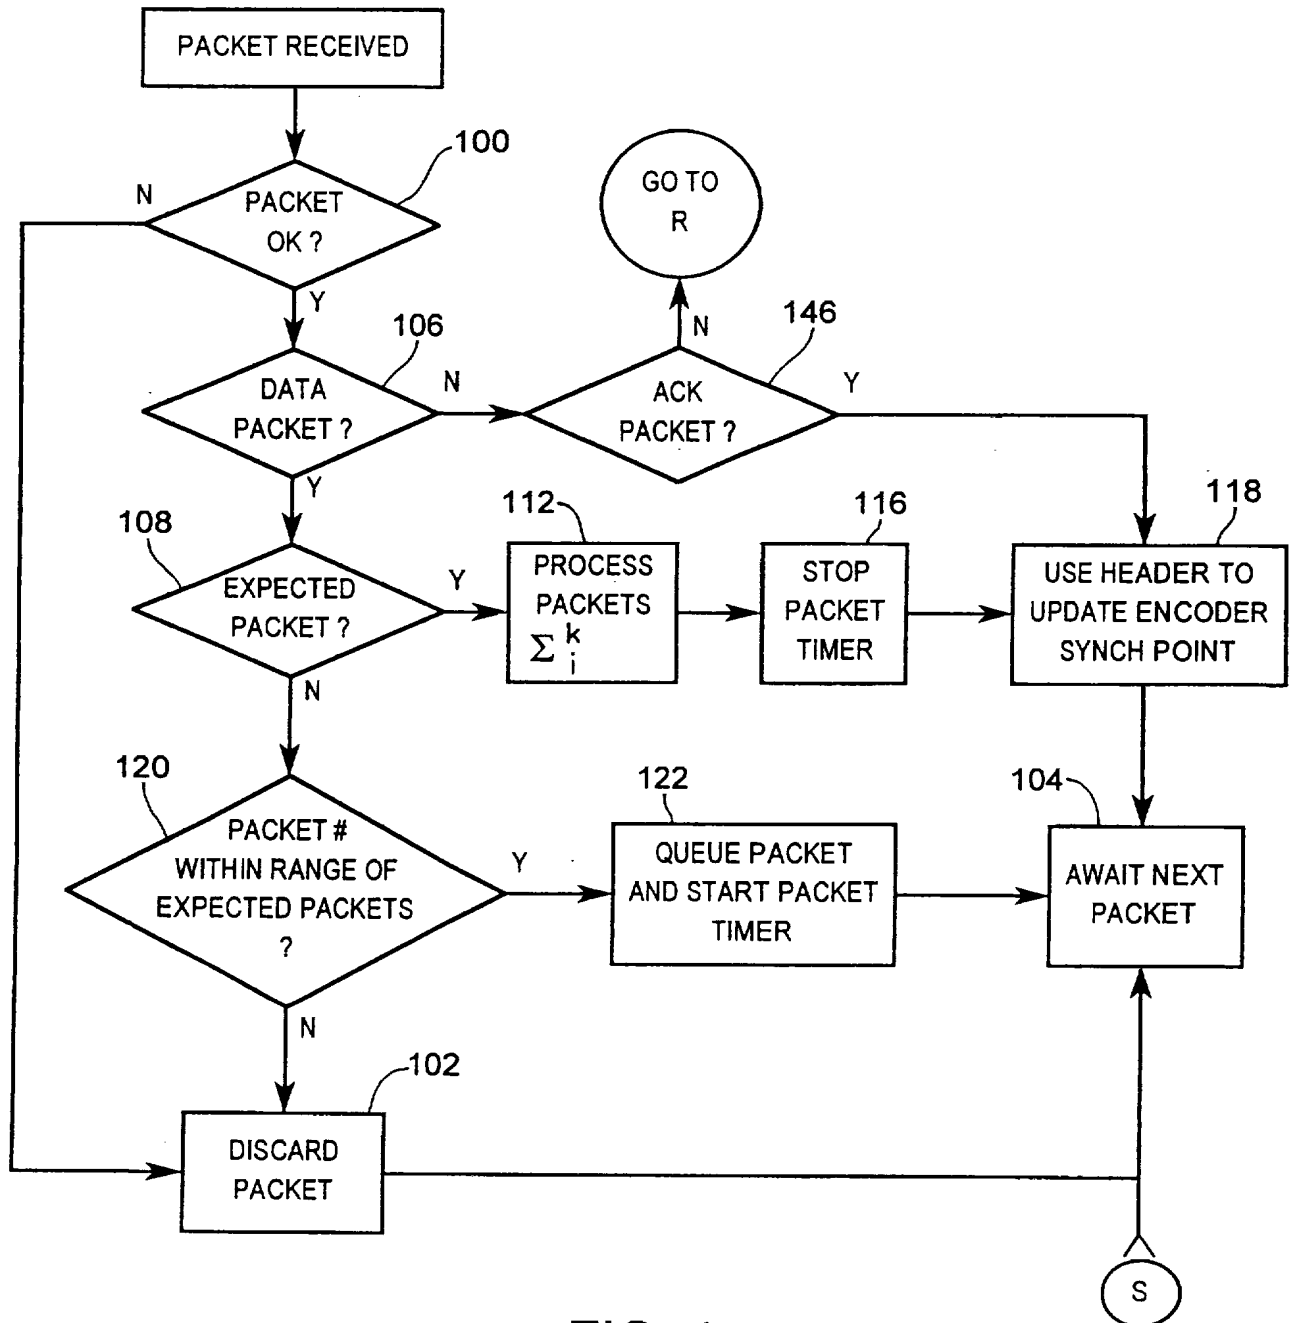 PACKET RECEIVED
100
N
PACKET
OK ?
Y
GO TO
R
N
106
146
DATA
PACKET ?
N
ACK
PACKET ?
Y
Y
108
112
116
118
EXPECTED
PACKET ?
Y
PROCESS
PACKETS
Σ k i
STOP
PACKET
TIMER
USE HEADER TO
UPDATE ENCODER
SYNCH POINT
N
120
122
104
PACKET #
WITHIN RANGE OF
EXPECTED PACKETS
?
Y
QUEUE PACKET
AND START PACKET
TIMER
AWAIT NEXT
PACKET
N
102
DISCARD
PACKET
S